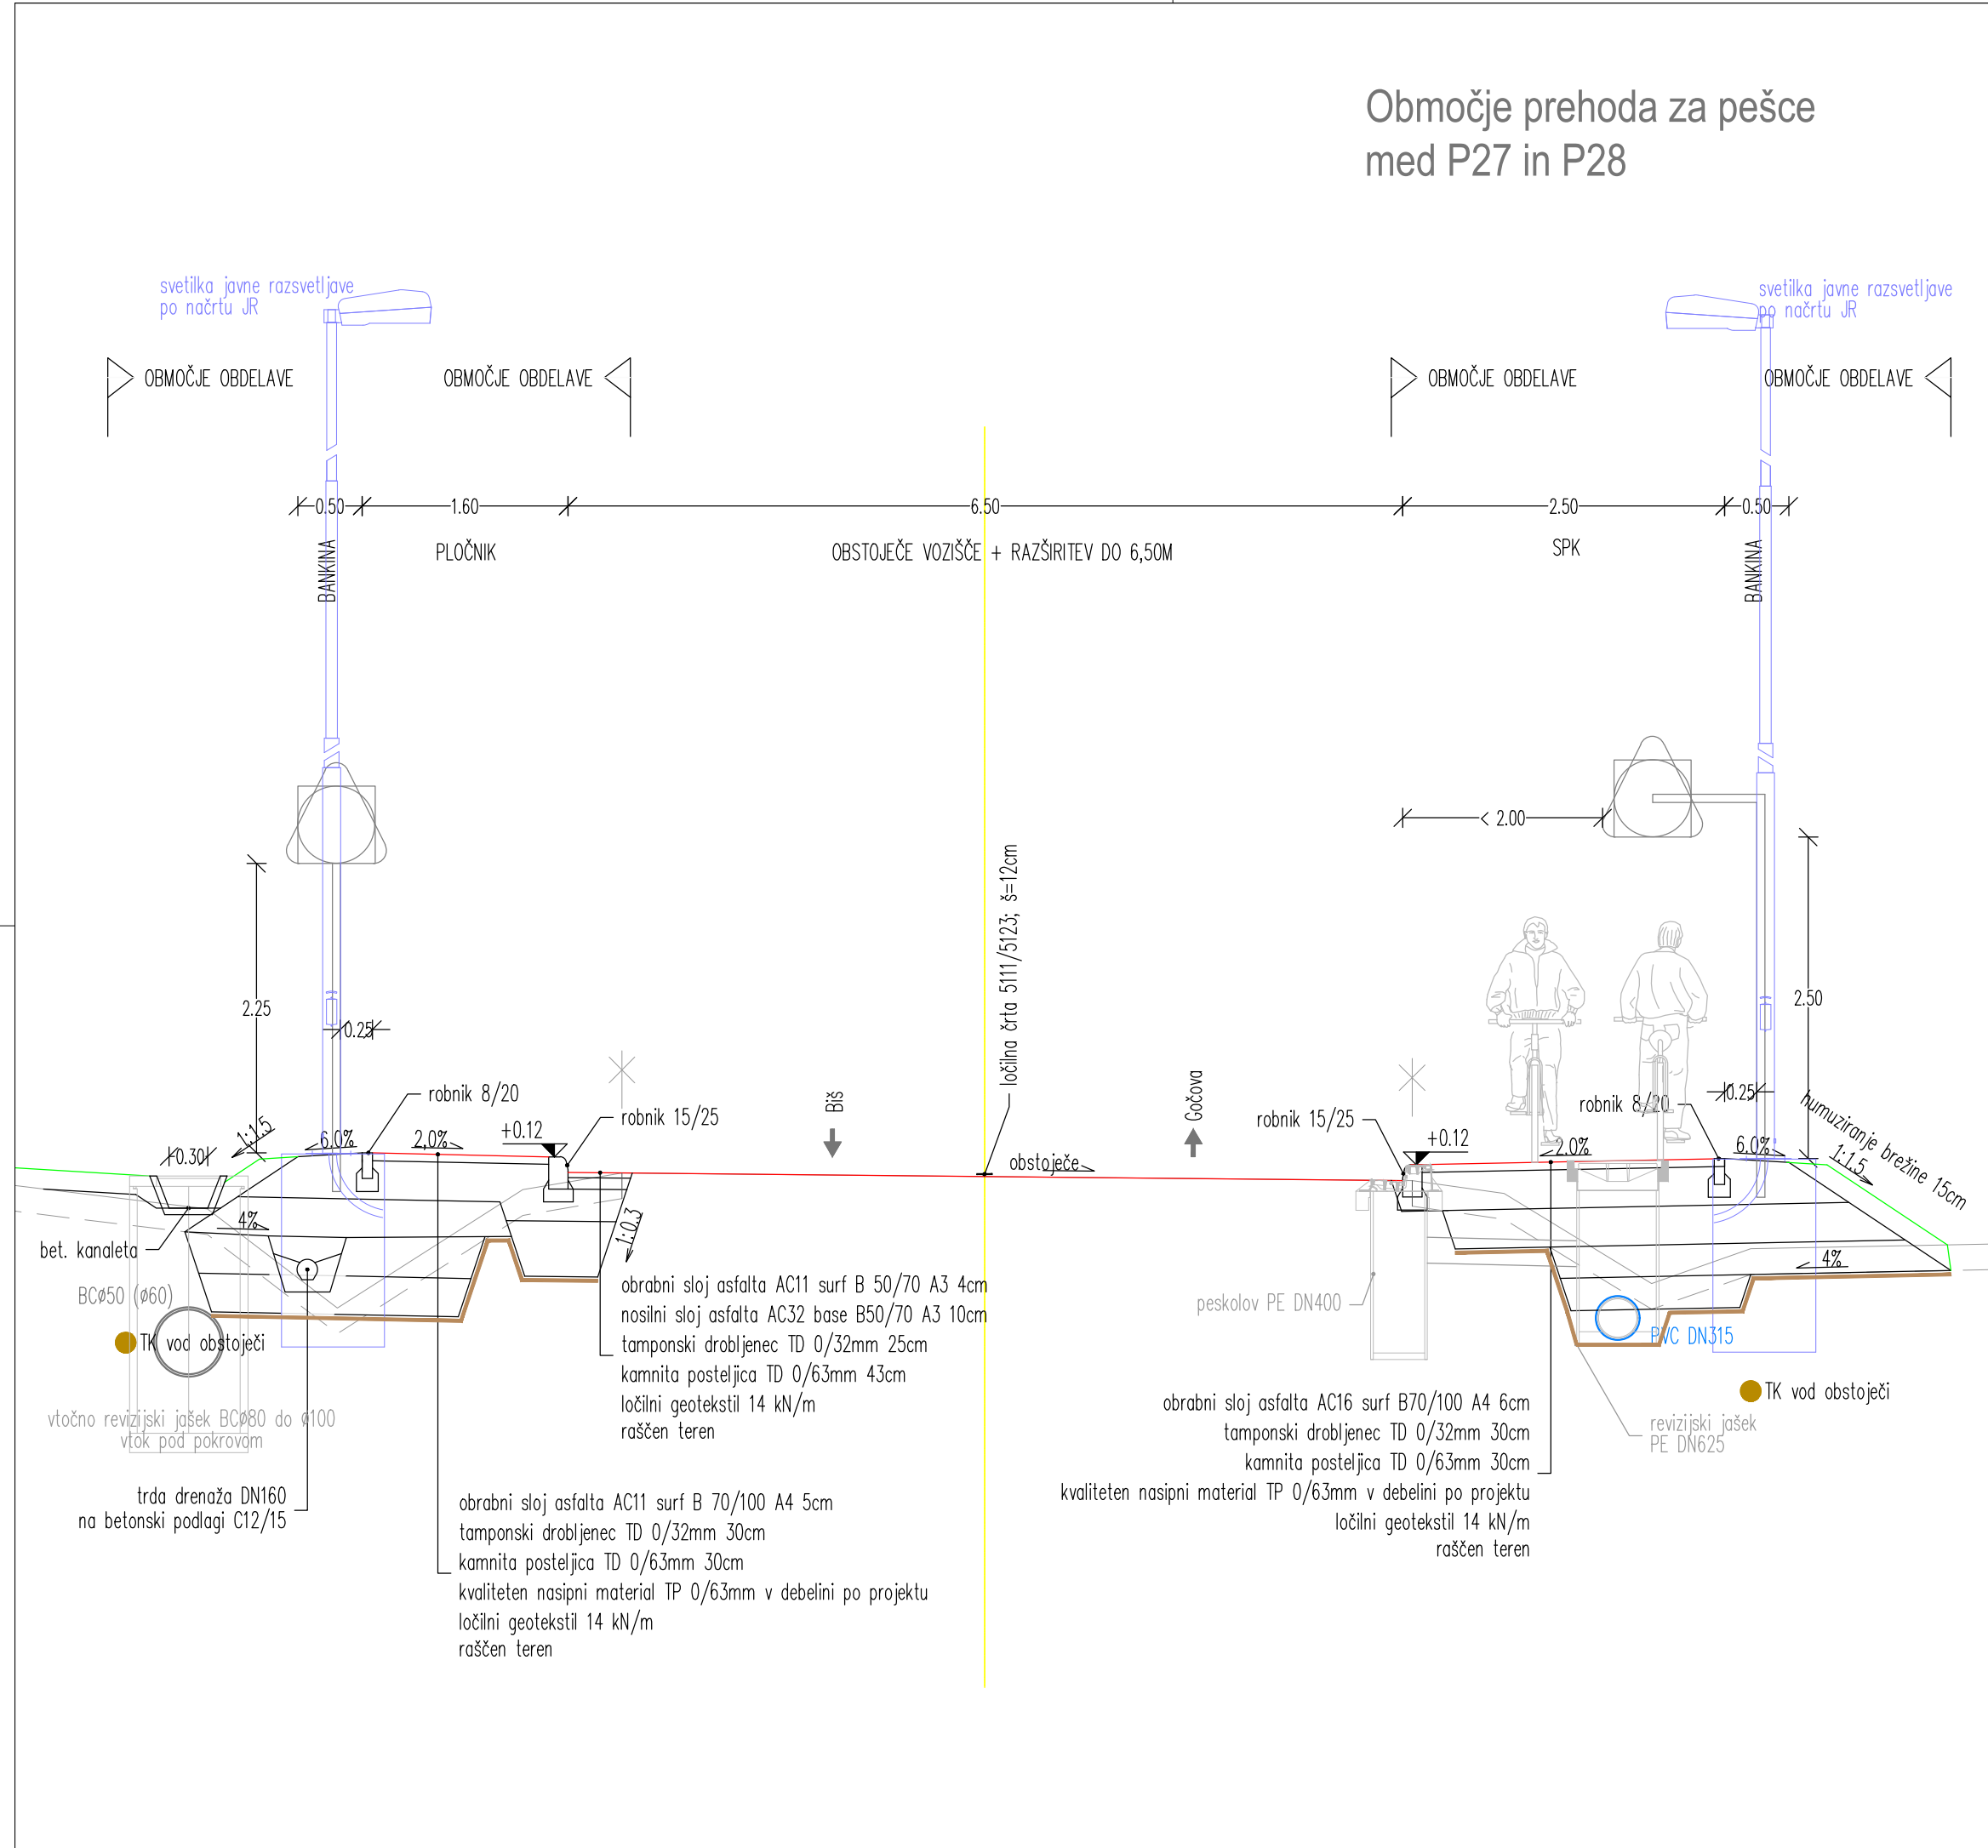 Območje prehoda za pešce
med P27 in P28
svetilka javne razsvetljave
po načrtu JR
svetilka javne razsvetljave
po načrtu JR
OBMOČJE OBDELAVE
OBMOČJE OBDELAVE
OBMOČJE OBDELAVE
OBMOČJE OBDELAVE
0.50
1.60
6.50
2.50
0.50
BANKINA
PLOČNIK
OBSTOJEČE VOZIŠČE + RAZŠIRITEV DO 6,50M
SPK
BANKINA
< 2.00
2.25
0.25
2.50
ločilna črta 5111/5123; š=12cm
robnik 8/20
robnik 15/25
Biš
Gočova
robnik 15/25
robnik 8/20
0.25
humuziranje brežine 15cm
1:1.5
0.30
1:1.5
6.0%
2,0%
+0.12
obstoječe
+0.12
2.0%
6.0%
4%
1:0.3
4%
bet. kanaleta
BCø50 (ø60)
TK vod obstoječi
vtočno revizijski jašek BCø80 do ø100
vtok pod pokrovom
trda drenaža DN160
na betonski podlagi C12/15
obrabni sloj asfalta AC11 surf B 50/70 A3 4cm
nosilni sloj asfalta AC32 base B50/70 A3 10cm
tamponski drobljenec TD 0/32mm 25cm
kamnita posteljica TD 0/63mm 43cm
ločilni geotekstil 14 kN/m
raščen teren
obrabni sloj asfalta AC11 surf B 70/100 A4 5cm
tamponski drobljenec TD 0/32mm 30cm
kamnita posteljica TD 0/63mm 30cm
kvaliteten nasipni material TP 0/63mm v debelini po projektu
ločilni geotekstil 14 kN/m
raščen teren
peskolov PE DN400
PVC DN315
TK vod obstoječi
revizijski jašek
PE DN625
obrabni sloj asfalta AC16 surf B70/100 A4 6cm
tamponski drobljenec TD 0/32mm 30cm
kamnita posteljica TD 0/63mm 30cm
kvaliteten nasipni material TP 0/63mm v debelini po projektu
ločilni geotekstil 14 kN/m
raščen teren